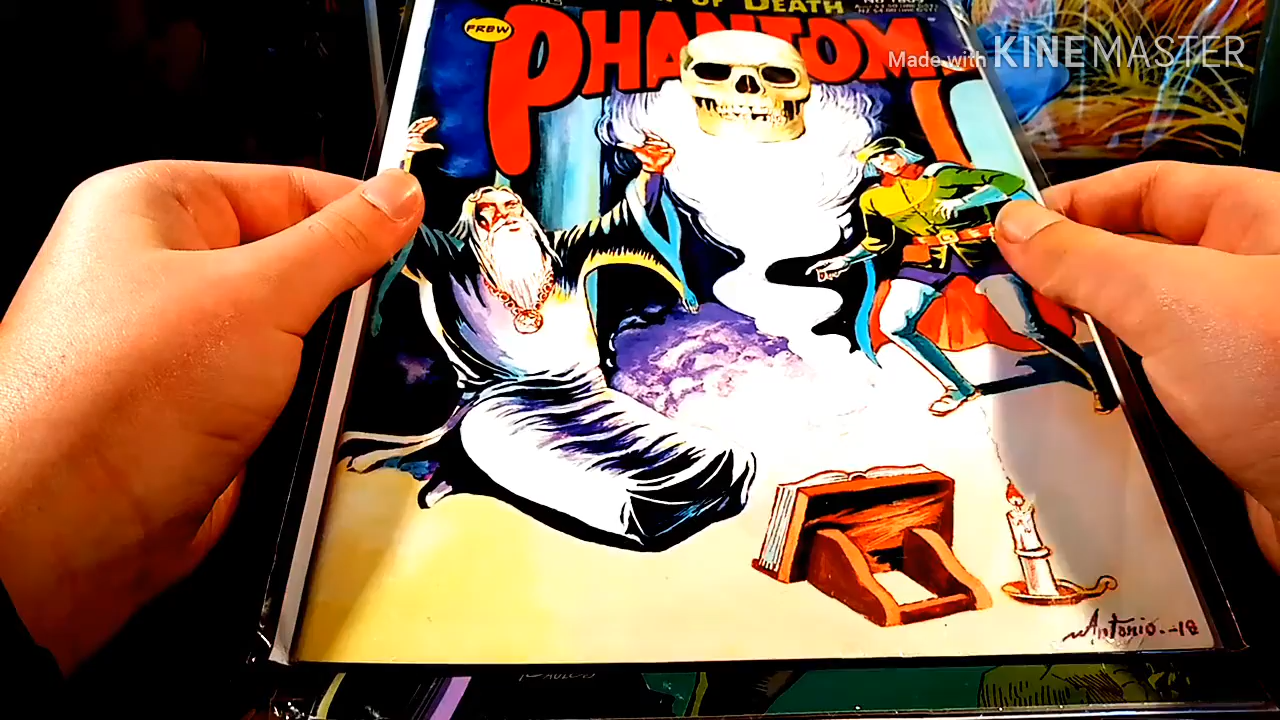 OF DEATH
FREW
PHANTOM
Made with KINEMASTER
Antonio.-18